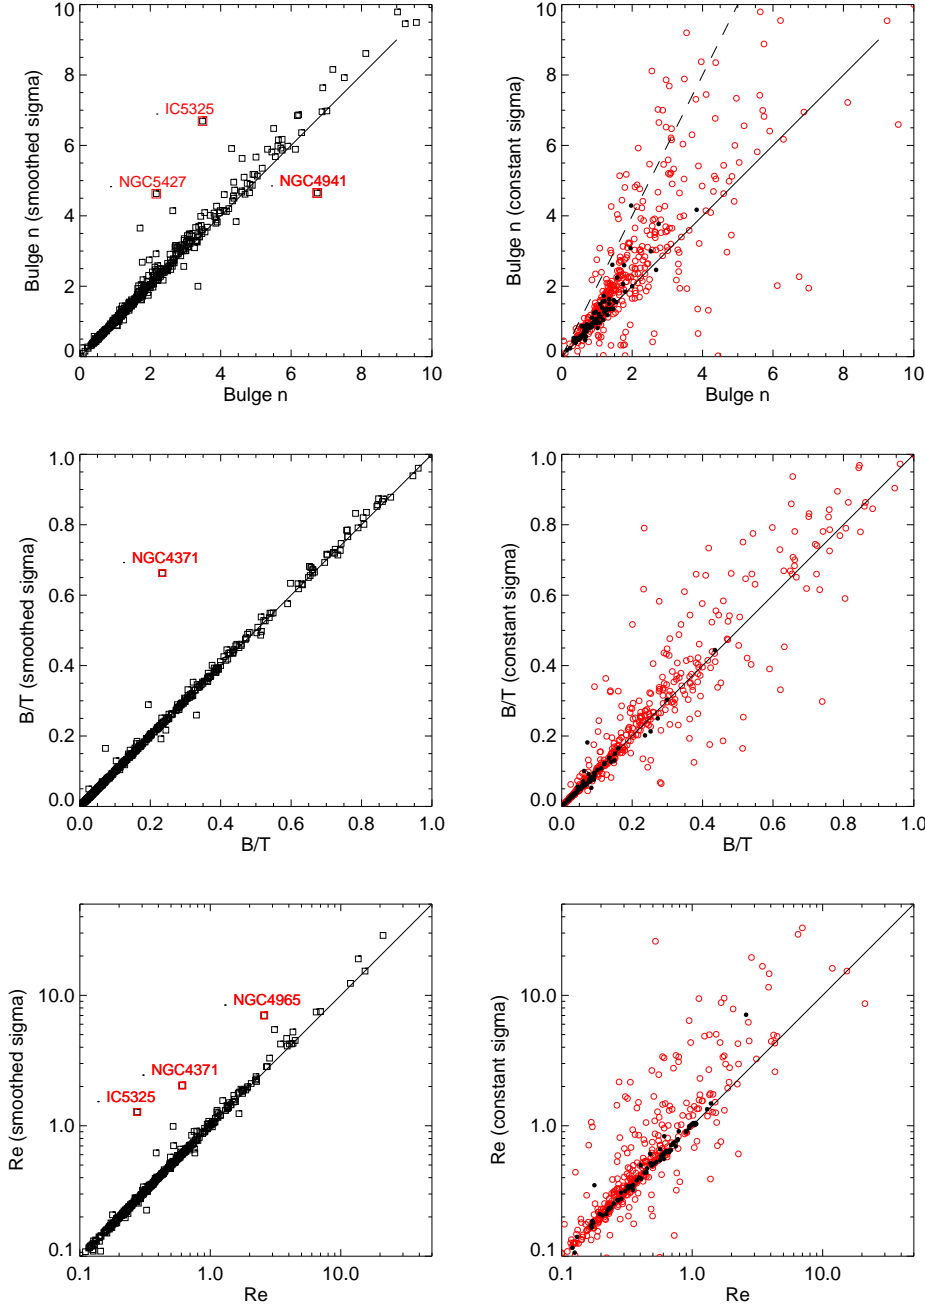 Bulge n (smoothed sigma)
10
8
6
4
2
0
IC5325
NGC5427
NGC4941
0 2 4 6 8 10
Bulge n
Bulge n (constant sigma)
10
8
6
4
2
0
0 2 4 6 8 10
Bulge n
B/T (smoothed sigma)
1.0
0.8
0.6
0.4
0.2
0.0
NGC4371
0.0 0.2 0.4 0.6 0.8 1.0
B/T
B/T (constant sigma)
1.0
0.8
0.6
0.4
0.2
0.0
0.0 0.2 0.4 0.6 0.8 1.0
B/T
Re (smoothed sigma)
10.0
1.0
0.1
NGC4965
NGC4371
IC5325
0.1 1.0 10.0
Re
Re (constant sigma)
10.0
1.0
0.1
0.1 1.0 10.0
Re